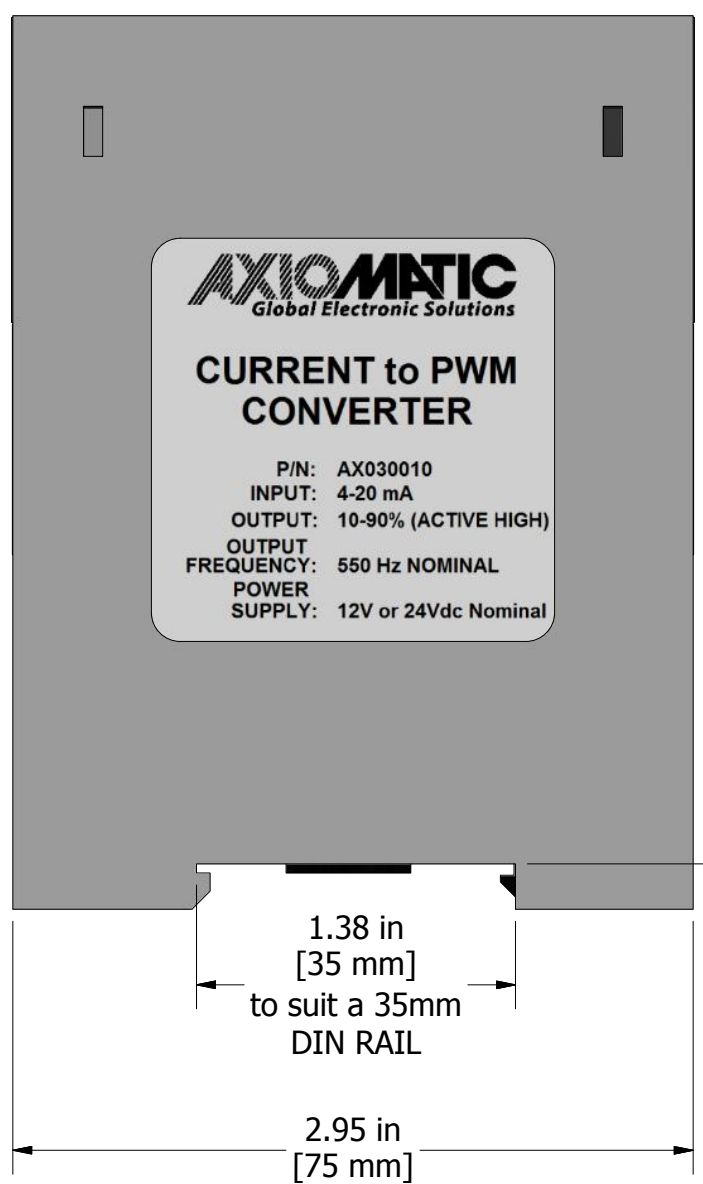 AXIOMATIC
Global Electronic Solutions
CURRENT to PWM
CONVERTER
P/N: AX030010
INPUT: 4-20 mA
OUTPUT: 10-90% (ACTIVE HIGH)
OUTPUT
FREQUENCY: 550 Hz NOMINAL
POWER
SUPPLY: 12V or 24Vdc Nominal
1.38 in
[35 mm]
to suit a 35mm
DIN RAIL
2.95 in
[75 mm]